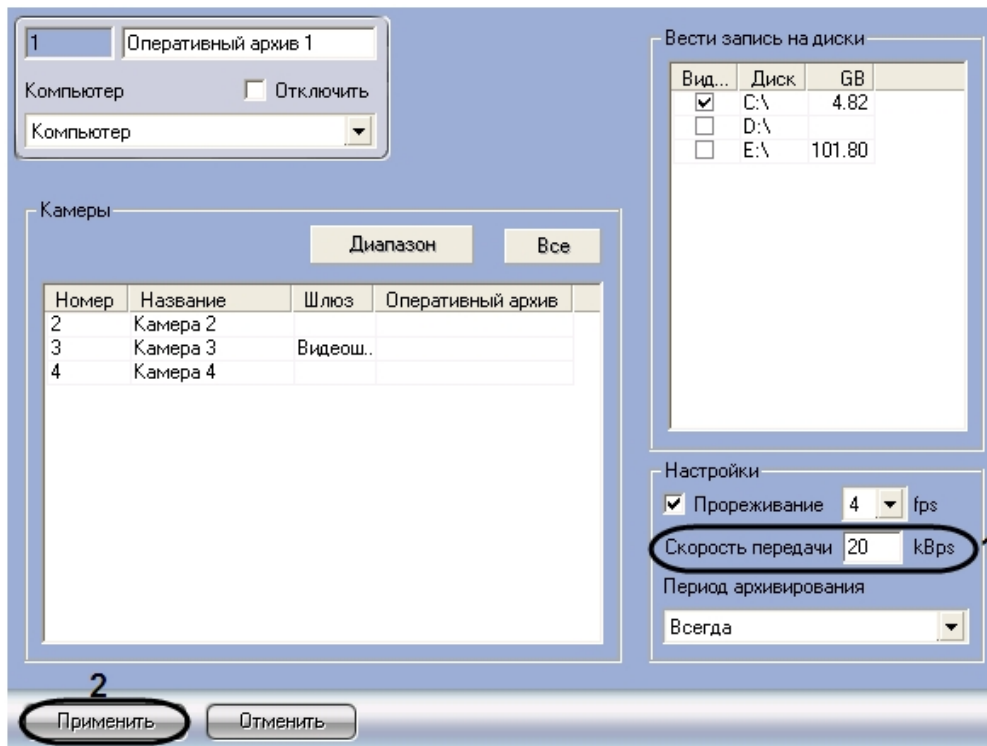 1 Оперативный архив 1
Компьютер Отключить
Компьютер
Вести запись на диски
Вид... Диск GB
C:\ 4.82
D:\
E:\ 101.80
Камеры
Диапазон Все
Номер Название Шлюз Оперативный архив
2 Камера 2
3 Камера 3 Видеош..
4 Камера 4
Настройки
Прореживание 4 fps
Скорость передачи 20 kBps 1
Период архивирования
Всегда
2
Применить Отменить